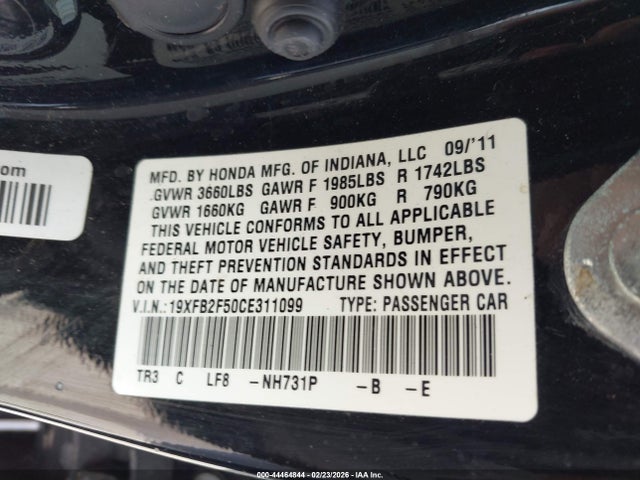 com
MFD. BY HONDA MFG. OF INDIANA, LLC 09/'11
GVWR 3660LBS GAWR F 1985LBS R 1742LBS
GVWR 1660KG GAWR F 900KG R 790KG
THIS VEHICLE CONFORMS TO ALL APPLICABLE
FEDERAL MOTOR VEHICLE SAFETY, BUMPER,
AND THEFT PREVENTION STANDARDS IN EFFECT
ON THE DATE OF MANUFACTURE SHOWN ABOVE.
V.I.N.:19XFB2F50CE311099 TYPE: PASSENGER CAR
TR3 C LF8 -NH731P -B -E
000-44464844 | 02/23/2026 | IAA Inc.